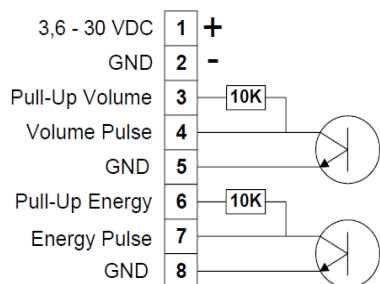 3,6 - 30 VDC 1 +
GND 2 -
Pull-Up Volume 3 10K
Volume Pulse 4
GND 5
Pull-Up Energy 6 10K
Energy Pulse 7
GND 8